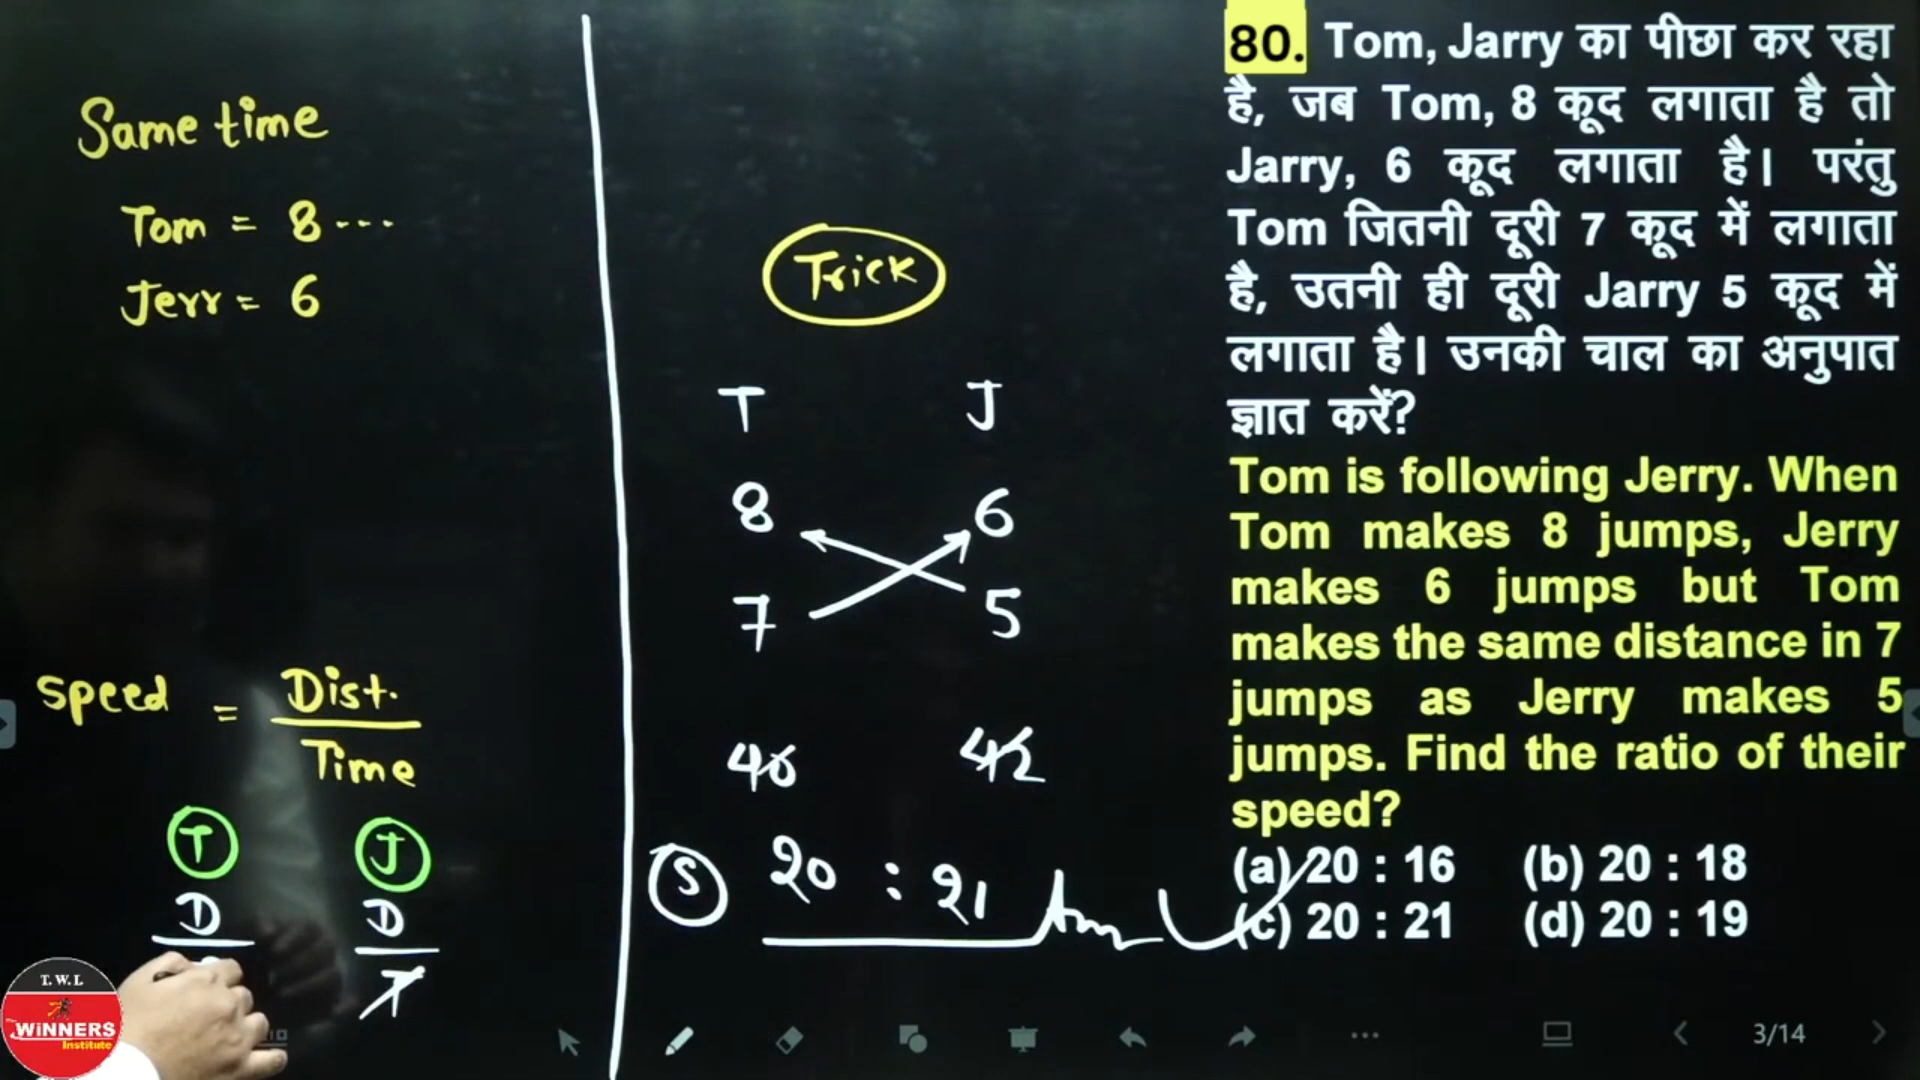 Same time
Tom = 8 ---
Jerr = 6
Speed = Dist.
Time
T J
D D
T
Trick
T J
8 6
7 5
40 42
S 20 : 21 Ans
80. Tom, Jarry का पीछा कर रहा
है, जब Tom, 8 कूद लगाता है तो
Jarry, 6 कूद लगाता है। परंतु
Tom जितनी दूरी 7 कूद में लगाता
है, उतनी ही दूरी Jarry 5 कूद में
लगाता है। उनकी चाल का अनुपात
ज्ञात करें?
Tom is following Jerry. When
Tom makes 8 jumps, Jerry
makes 6 jumps but Tom
makes the same distance in 7
jumps as Jerry makes 5
jumps. Find the ratio of their
speed?
(a) 20 : 16 (b) 20 : 18
(c) 20 : 21 (d) 20 : 19
T.W.L
WiNNERS
Institute
3/14